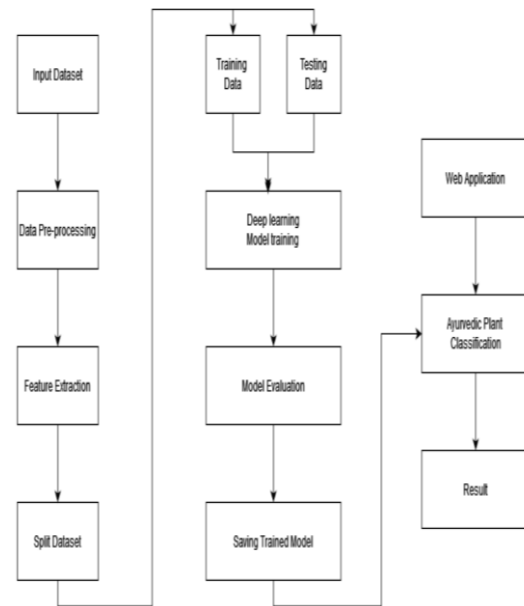 Input Dataset
Data Pre-processing
Feature Extraction
Split Dataset
Training
Data
Testing
Data
Deep learning
Model training
Model Evaluation
Saving Trained Model
Web Application
Ayurvedic Plant
Classification
Result